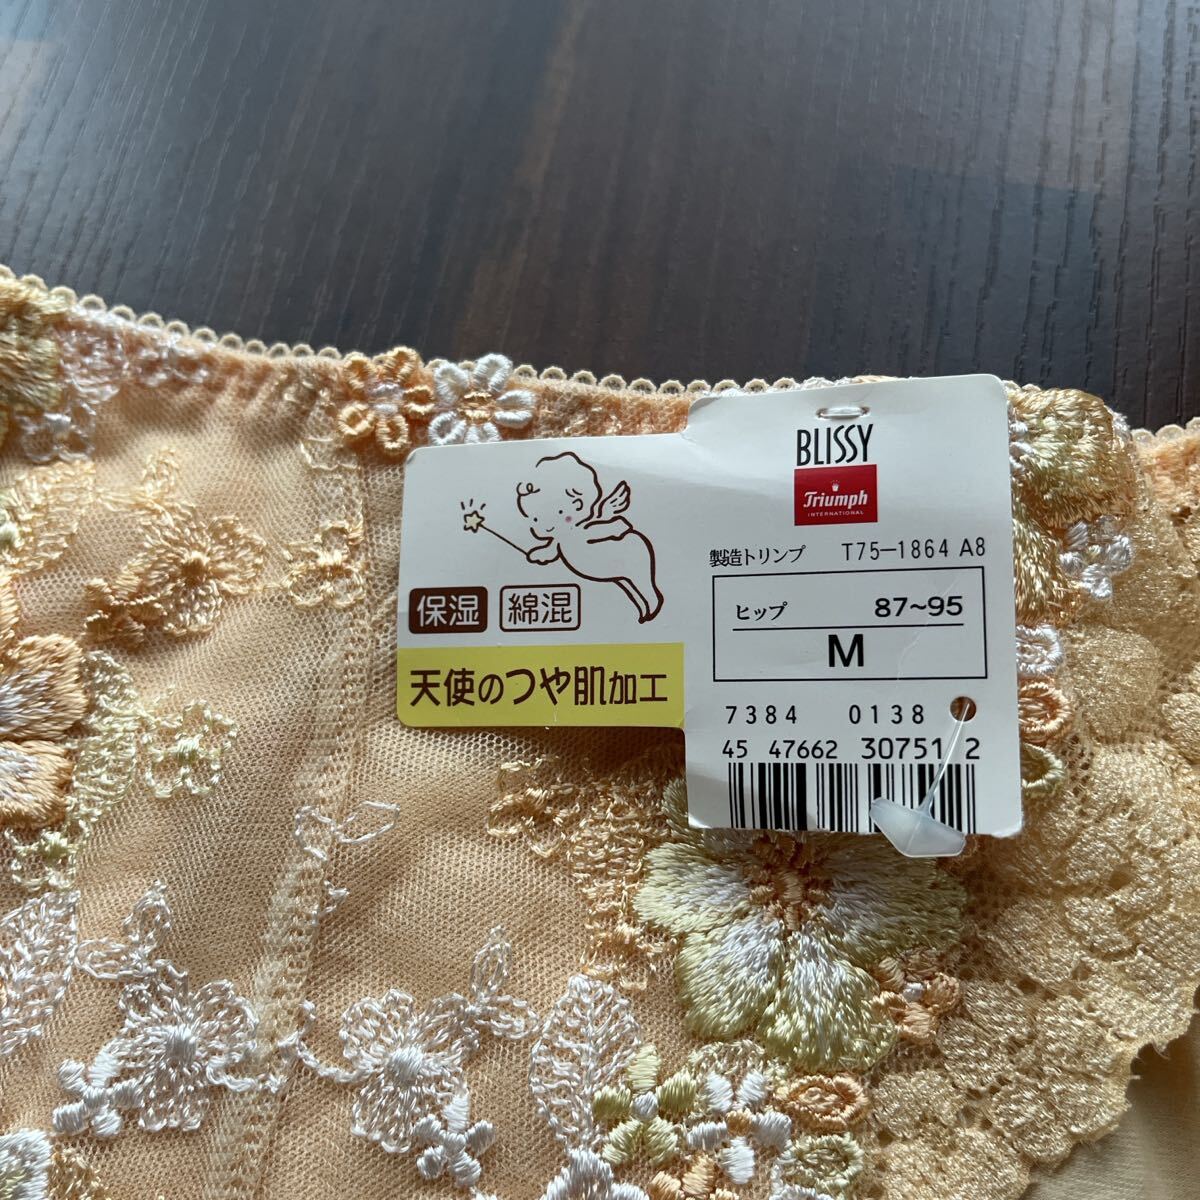 BLISSY
Triumph
INTERNATIONAL
製造トリンプ T75-1864 A8
ヒップ 87~95
M
7384 0138
45 47662 30751 2
保湿 綿混
天使のつや肌加工